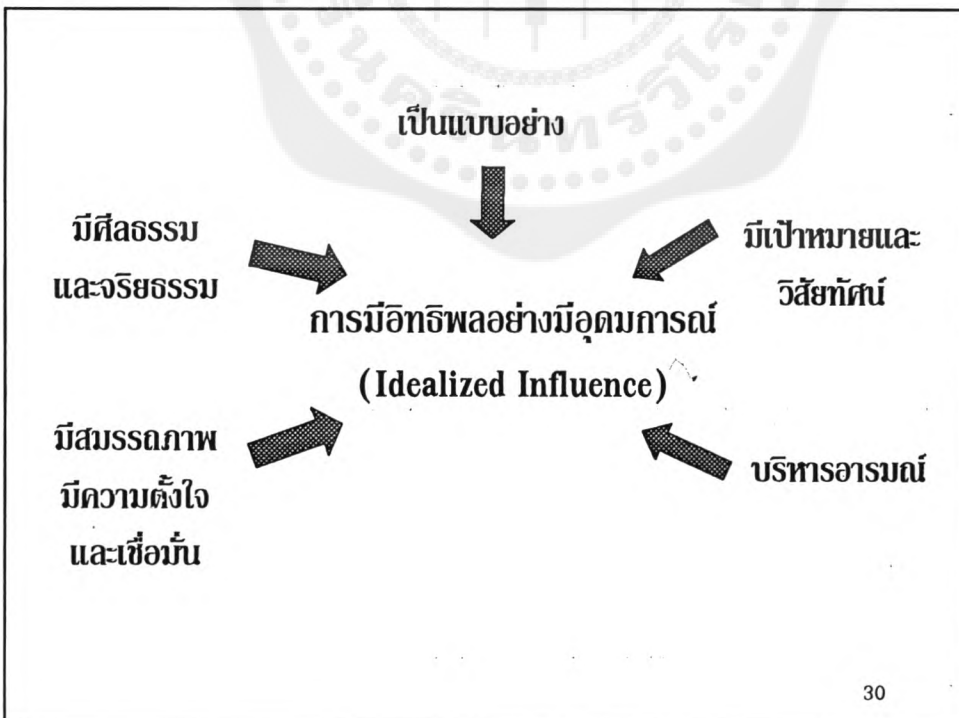 เป็นแบบอย่าง
มีศีลธรรม
และจริยธรรม
มีเป้าหมายและ
วิสัยทัศน์
การมีอิทธิพลอย่างมีอุดมการณ์
(Idealized Influence)
มีสมรรถภาพ
มีความตั้งใจ
และเชื่อมั่น
บริหารอารมณ์
30